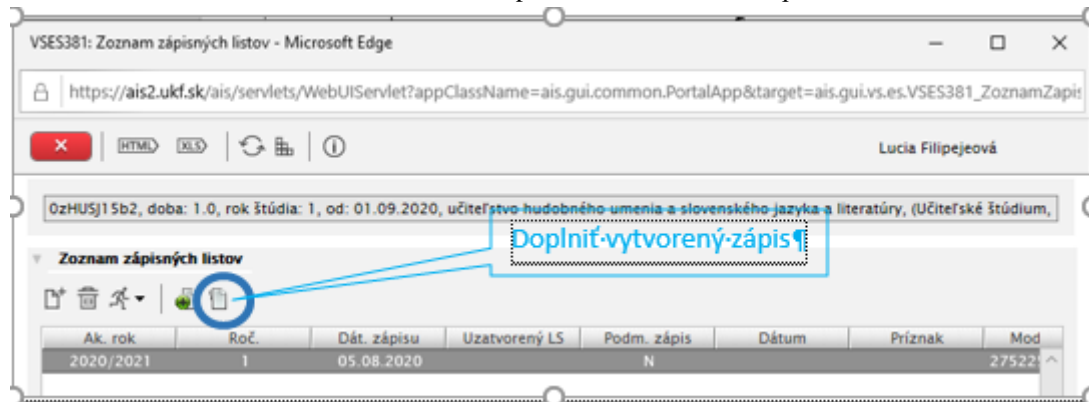 VSES381: Zoznam zápisných listov - Microsoft Edge
https://ais2.ukf.sk/ais/servlets/WebUIServlet?appClassName=ais.gui.common.PortalApp&target=ais.gui.vs.es.VSES381_ZoznamZapis
HTML XLS Lucia Filipejeová
0zHUSJ15b2, doba: 1.0, rok štúdia: 1, od: 01.09.2020, učiteľstvo hudobného umenia a slovenského jazyka a literatúry, (Učiteľské štúdium,
Doplniť·vytvorený·zápis¶
Zoznam zápisných listov
Ak. rok Roč. Dát. zápisu Uzatvorený LS Podm. zápis Dátum Príznak Mod
2020/2021 1 05.08.2020 N 27522